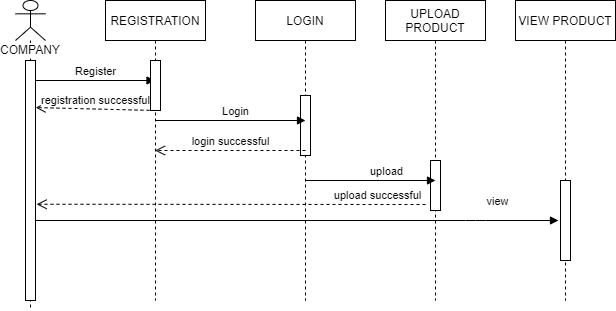 COMPANY
REGISTRATION
LOGIN
UPLOAD
PRODUCT
VIEW PRODUCT
Register
registration successful
Login
login successful
upload
upload successful
view